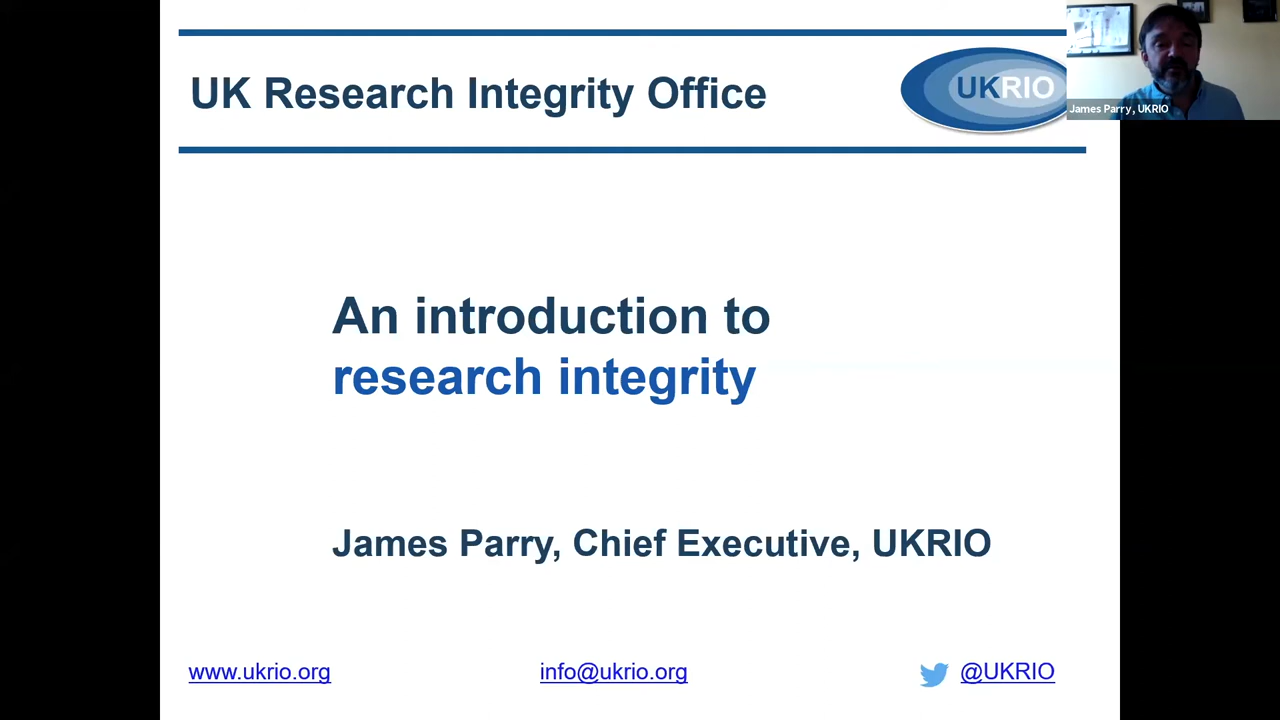 UK Research Integrity Office
UKRIO
James Parry, UKRIO
An introduction to
research integrity
James Parry, Chief Executive, UKRIO
www.ukrio.org
info@ukrio.org
@UKRIO